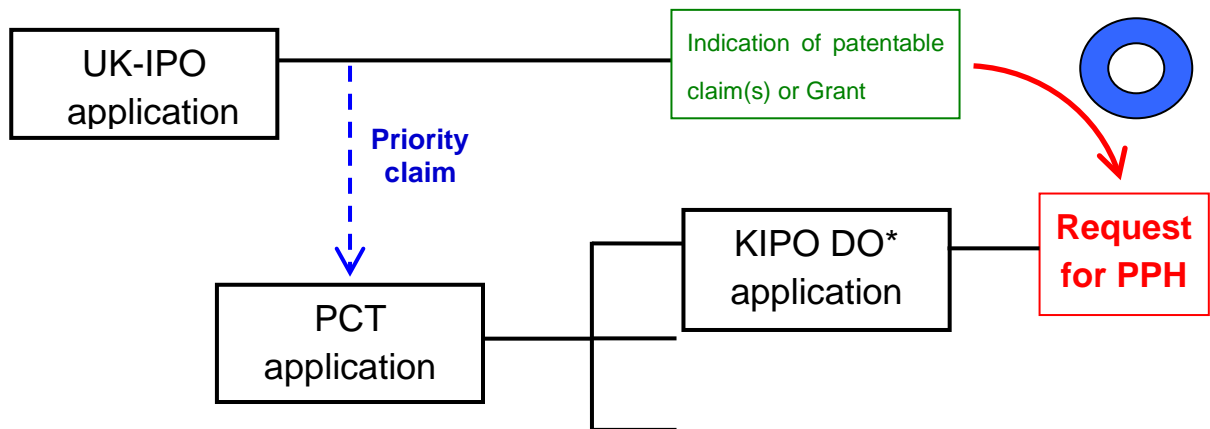 UK-IPO
application
Indication of patentable
claim(s) or Grant
Priority
claim
KIPO DO*
application
Request
for PPH
PCT
application